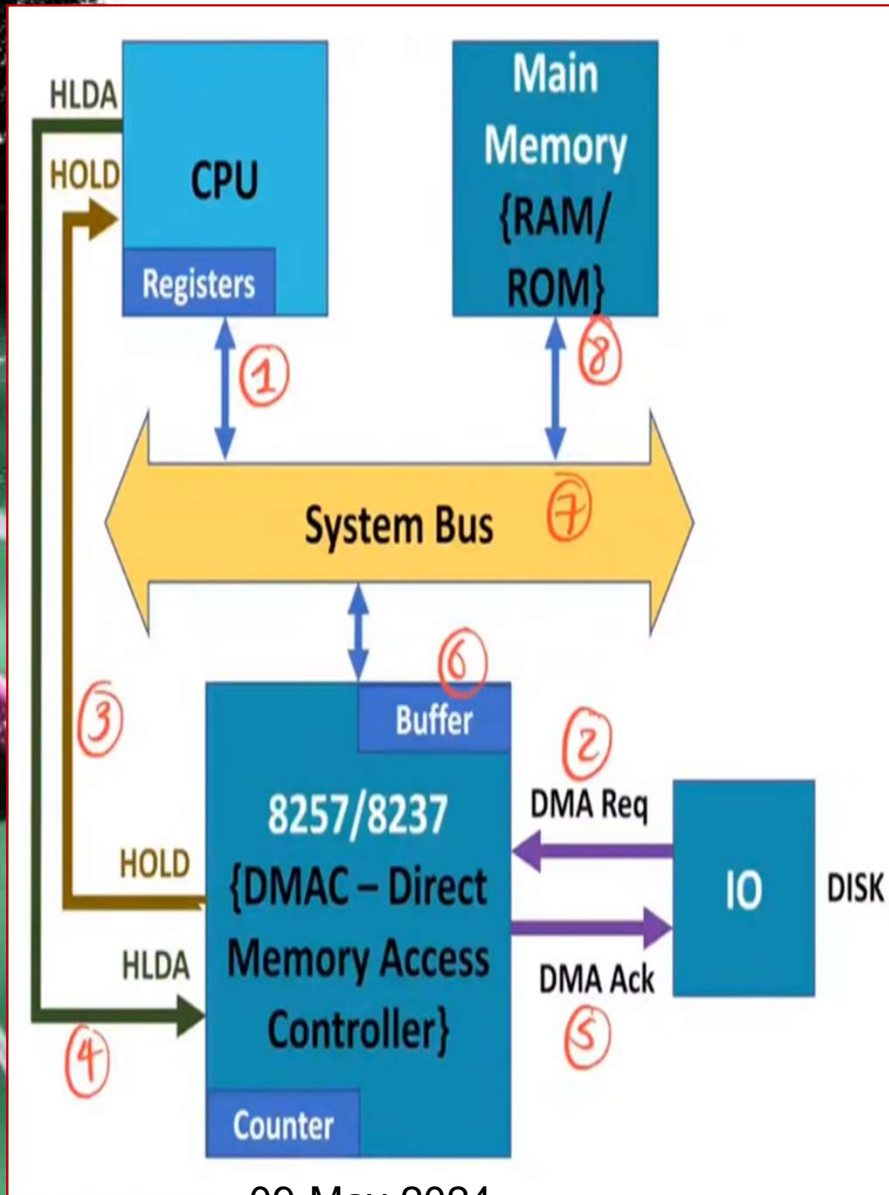 HLDA
HOLD
CPU
Registers
①
Main
Memory
{RAM/
ROM}
⑧
System Bus
⑦
③
⑥
Buffer
②
8257/8237
{DMAC – Direct
Memory Access
Controller}
DMA Req
IO
DISK
HOLD
HLDA
DMA Ack
④
⑤
Counter